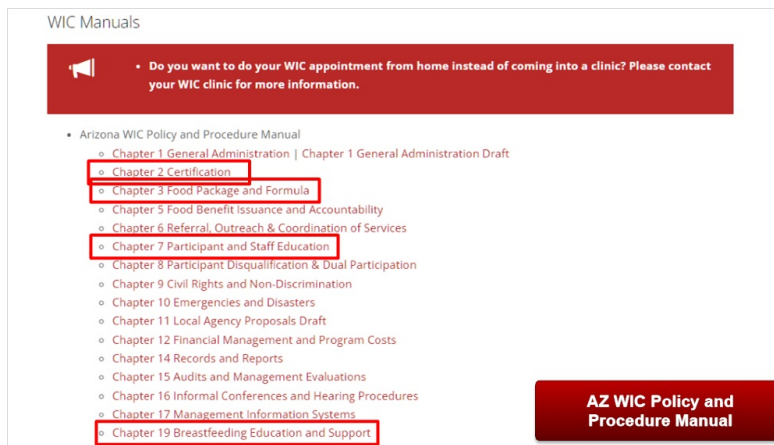 WIC Manuals
• Do you want to do your WIC appointment from home instead of coming into a clinic? Please contact
your WIC clinic for more information.
• Arizona WIC Policy and Procedure Manual
Chapter 1 General Administration | Chapter 1 General Administration Draft
Chapter 2 Certification
Chapter 3 Food Package and Formula
Chapter 5 Food Benefit Issuance and Accountability
Chapter 6 Referral, Outreach & Coordination of Services
Chapter 7 Participant and Staff Education
Chapter 8 Participant Disqualification & Dual Participation
Chapter 9 Civil Rights and Non-Discrimination
Chapter 10 Emergencies and Disasters
Chapter 11 Local Agency Proposals Draft
Chapter 12 Financial Management and Program Costs
Chapter 14 Records and Reports
Chapter 15 Audits and Management Evaluations
Chapter 16 Informal Conferences and Hearing Procedures
Chapter 17 Management Information Systems
Chapter 19 Breastfeeding Education and Support
AZ WIC Policy and
Procedure Manual